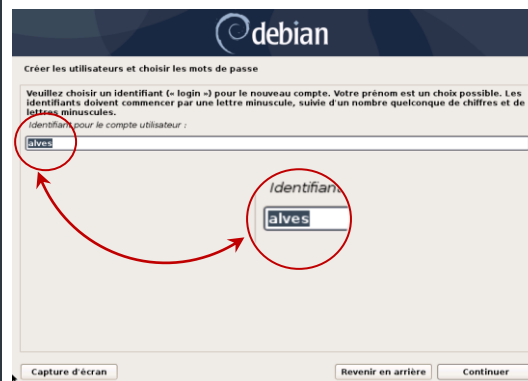 debian
Créer les utilisateurs et choisir les mots de passe
Veuillez choisir un identifiant (« login ») pour le nouveau compte. Votre prénom est un choix possible. Les
identifiants doivent commencer par une lettre minuscule, suivie d'un nombre quelconque de chiffres et de
lettres minuscules.
Identifiant pour le compte utilisateur :
alves
Identifiant
alves
Capture d'écran
Revenir en arrière
Continuer